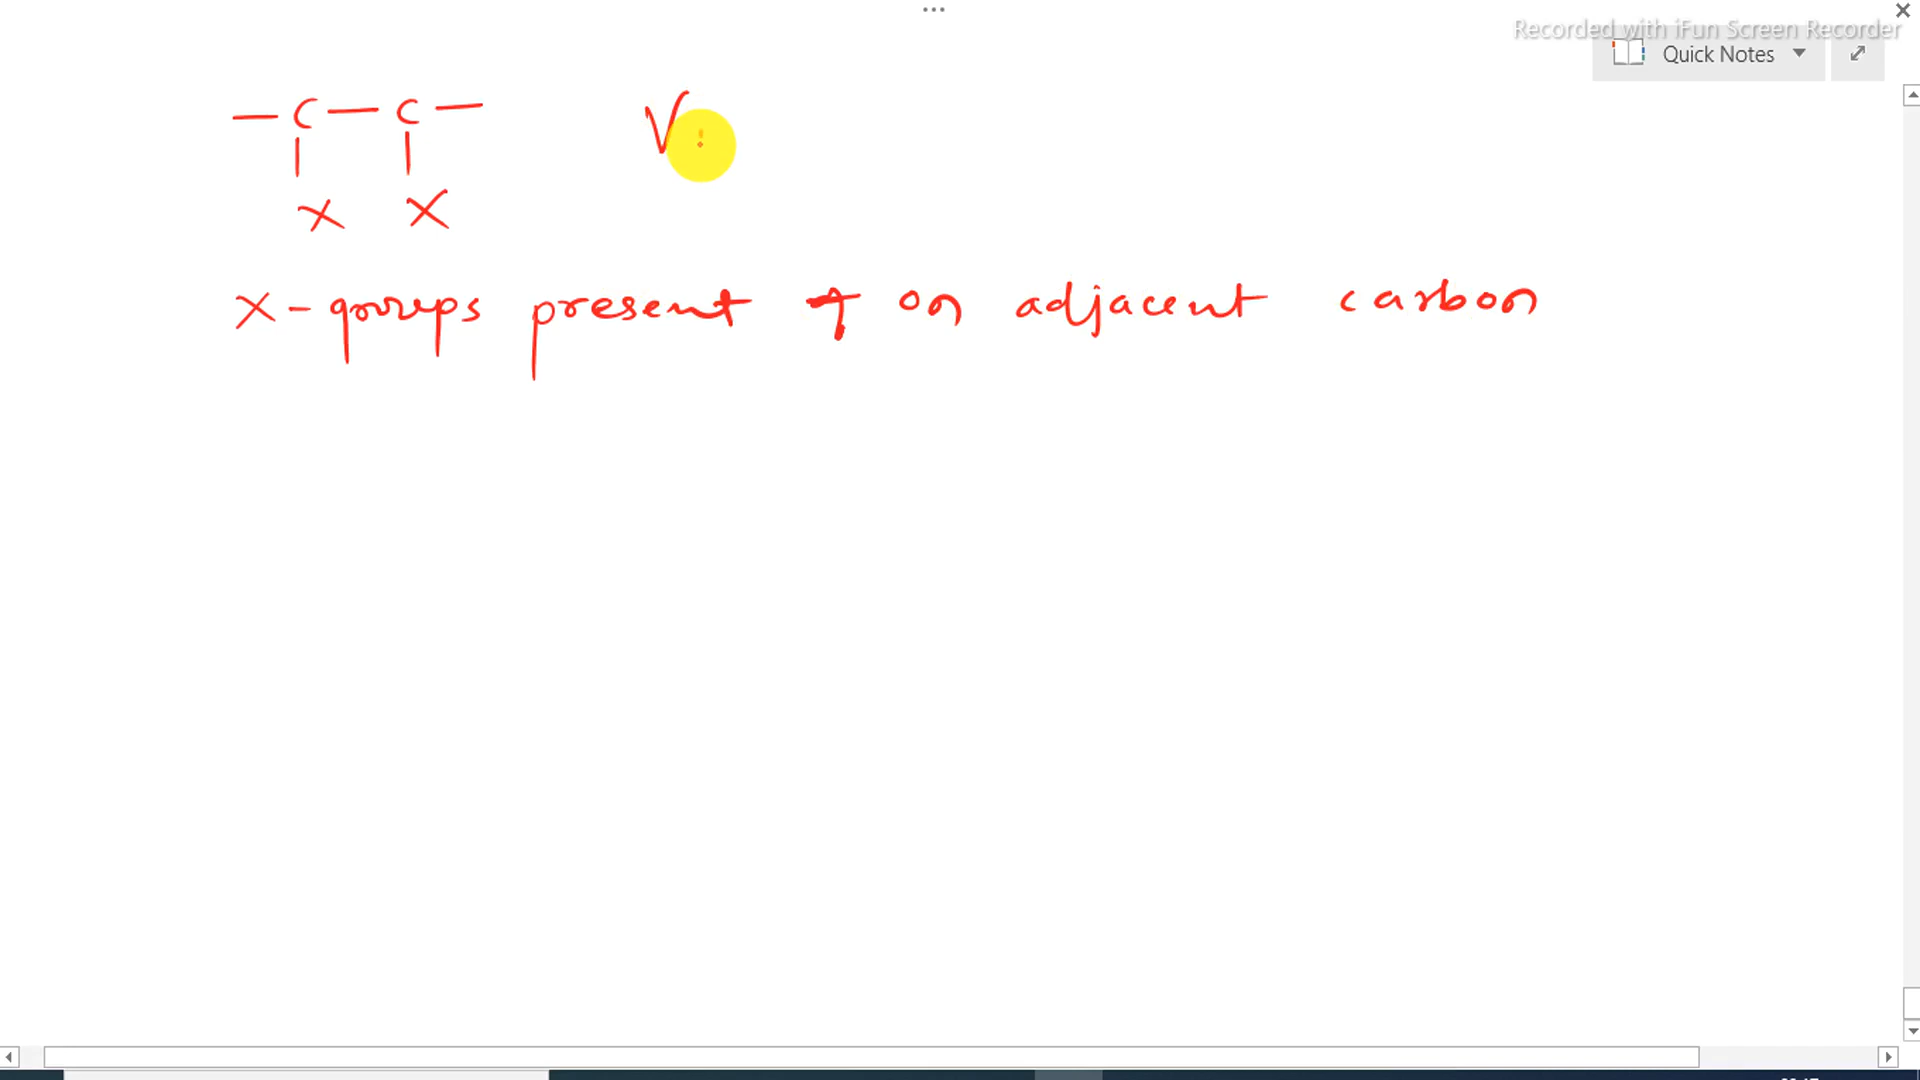 Recorded with iFun Screen Recorder
Quick Notes
— C — C — V
| |
X X
X - groups present on adjacent carbon